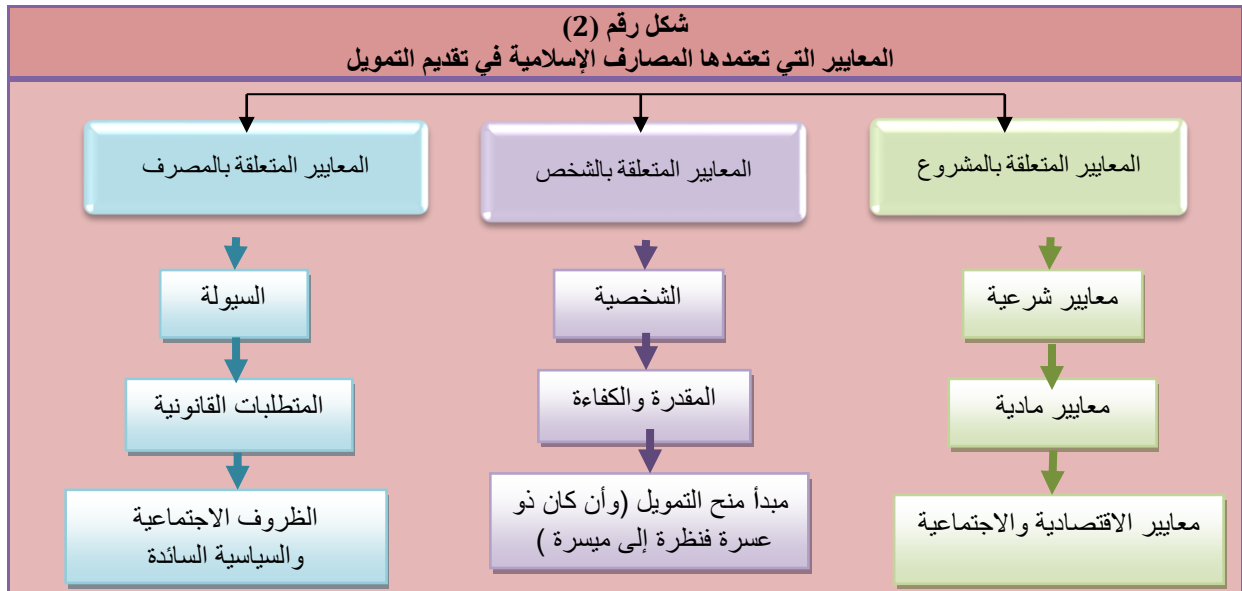 شكل رقم (2)
المعايير التي تعتمدها المصارف الإسلامية في تقديم التمويل
المعايير المتعلقة بالمشروع
معايير شرعية
معايير مادية
معايير الاقتصادية والاجتماعية
المعايير المتعلقة بالشخص
الشخصية
المقدرة والكفاءة
مبدأ منح التمويل (وأن كان ذو
عسرة فنظرة إلى ميسرة )
المعايير المتعلقة بالمصرف
السيولة
المتطلبات القانونية
الظروف الاجتماعية
والسياسية السائدة